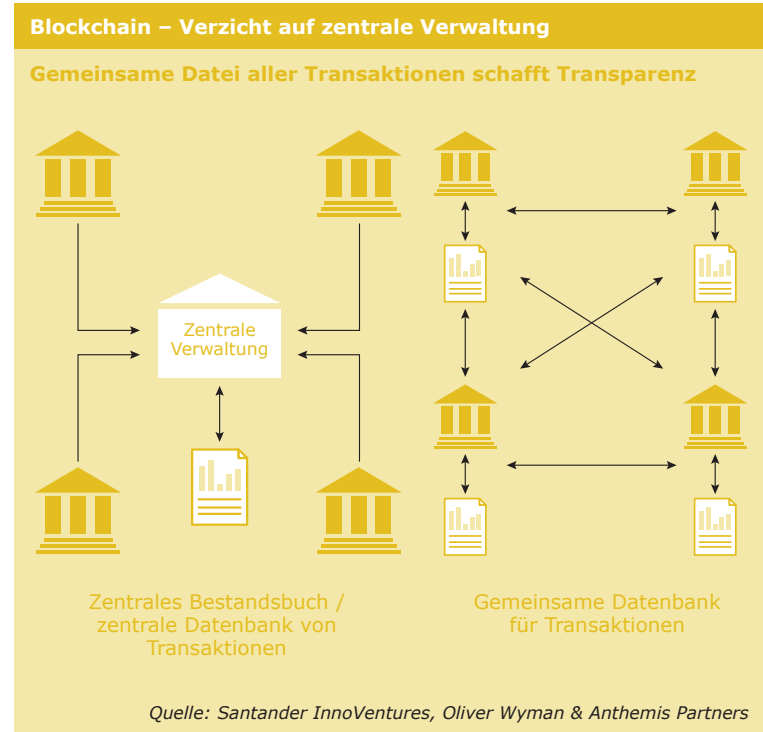 Blockchain – Verzicht auf zentrale Verwaltung
Gemeinsame Datei aller Transaktionen schafft Transparenz
Zentrale
Verwaltung
Zentrales Bestandsbuch /
zentrale Datenbank von
Transaktionen
Gemeinsame Datenbank
für Transaktionen
Quelle: Santander InnoVentures, Oliver Wyman & Anthemis Partners